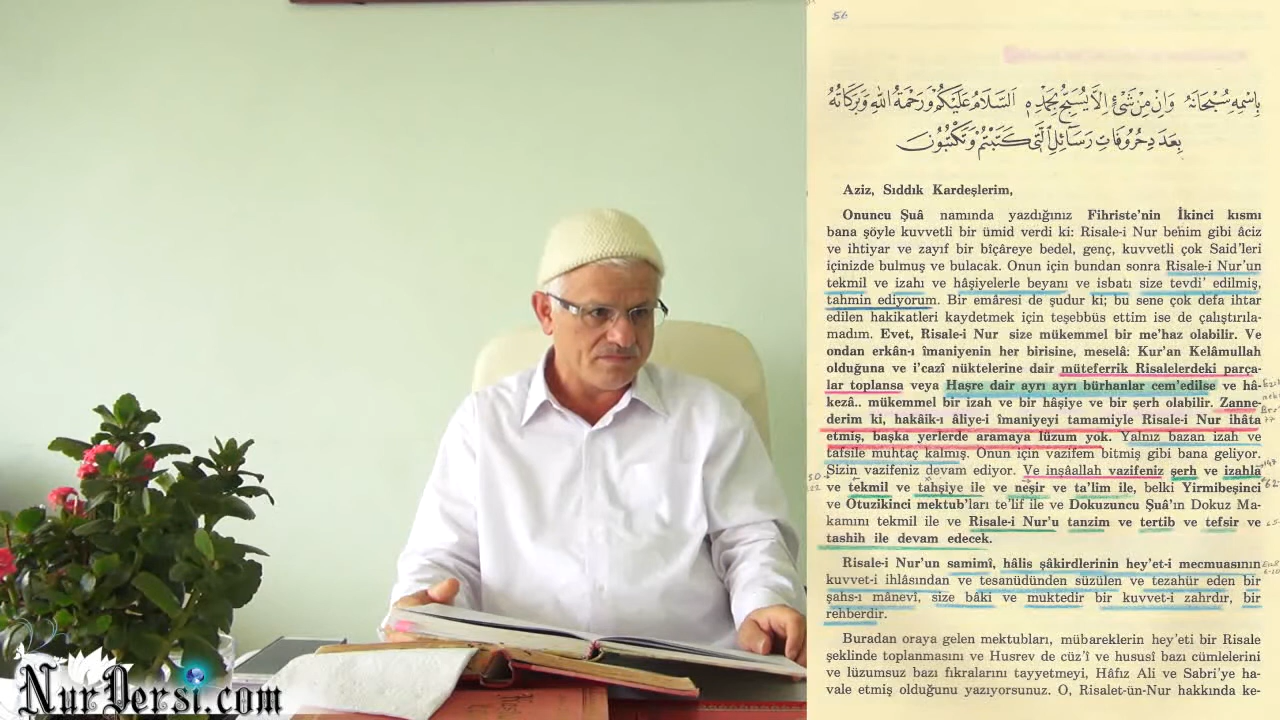 56
بِاسْمِهِ سُبْحَانَهُ وَاِنْ مِنْ شَيْءٍ اِلَّا يُسَبِّحُ بِحَمْدِهِ اَلسَّلَامُ عَلَيْكُمْ وَرَحْمَةُ اللّٰهِ وَبَرَكَاتُهُ
بِعَدَدِ حُرُوفَاتِ رَسَائِلِ الَّتِى كَتَبْتُمْ وَتَكْتُبُونَ
Aziz, Sıddık Kardeşlerim,
Onuncu Şuâ namında yazdığınız Fihriste'nin İkinci kısmı
bana şöyle kuvvetli bir ümid verdi ki: Risale-i Nur benim gibi âciz
ve ihtiyar ve zayıf bir bîçâreye bedel, genç, kuvvetli çok Said'leri
içinizde bulmuş ve bulacak. Onun için bundan sonra Risale-i Nur'un
tekmil ve izahı ve hâşiyelerle beyanı ve isbatı size tevdi' edilmiş,
tahmin ediyorum. Bir emâresi de şudur ki; bu sene çok defa ihtar
edilen hakikatleri kaydetmek için teşebbüs ettim ise de çalıştırıla-
madım. Evet, Risale-i Nur size mükemmel bir me'haz olabilir. Ve
ondan erkân-ı îmaniyenin her birisine, meselâ: Kur'an Kelâmullah
olduğuna ve i'cazî nüktelerine dair müteferrik Risalelerdeki parça-
lar toplansa veya Haşre dair ayrı ayrı bürhanlar cem'edilse ve hâ-
kezâ.. mükemmel bir izah ve bir hâşiye ve bir şerh olabilir. Zanne-
derim ki, hakâik-ı âliye-i îmaniyeyi tamamiyle Risale-i Nur ihâta
etmiş, başka yerlerde aramaya lüzum yok. Yalnız bazan izah ve
tafsile muhtaç kalmış. Onun için vazifem bitmiş gibi bana geliyor.
Sizin vazifeniz devam ediyor. Ve inşâallah vazifeniz şerh ve izahla
ve tekmil ve tahşiye ile ve neşir ve ta'lim ile, belki Yirmibeşinci
ve Otuzikinci mektub'ları te'lif ile ve Dokuzuncu Şuâ'ın Dokuz Ma-
kamını tekmil ile ve Risale-i Nur'u tanzim ve tertib ve tefsir ve
tashih ile devam edecek.
Risale-i Nur'un samimî, hâlis şâkirdlerinin hey'et-i mecmuasının
kuvvet-i ihlâsından ve tesanüdünden süzülen ve tezahür eden bir
şahs-ı mânevî, size bâki ve muktedir bir kuvvet-i zahrdır, bir
rehberdir.
Buradan oraya gelen mektubları, mübareklerin hey'eti bir Risale
şeklinde toplanmasını ve Husrev de cüz'î ve hususî bazı cümlelerini
ve lüzumsuz bazı fıkralarını tayyetmeyi, Hâfız Ali ve Sabri'ye ha-
vale etmiş olduğunu yazıyorsunuz. O, Risalet-ün-Nur hakkında ke-
NurDersi.com